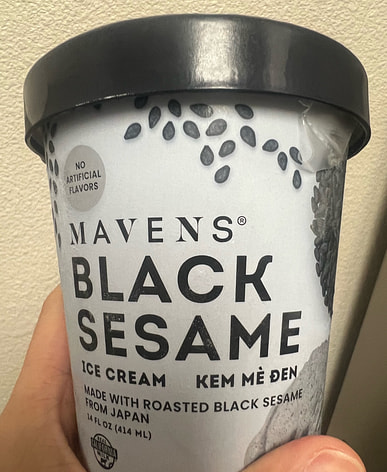 NO
ARTIFICIAL
FLAVORS
MAVENS®
BLACK
SESAME
ICE CREAM KEM MÈ ĐEN
MADE WITH ROASTED BLACK SESAME
FROM JAPAN
14 FL OZ (414 ML)